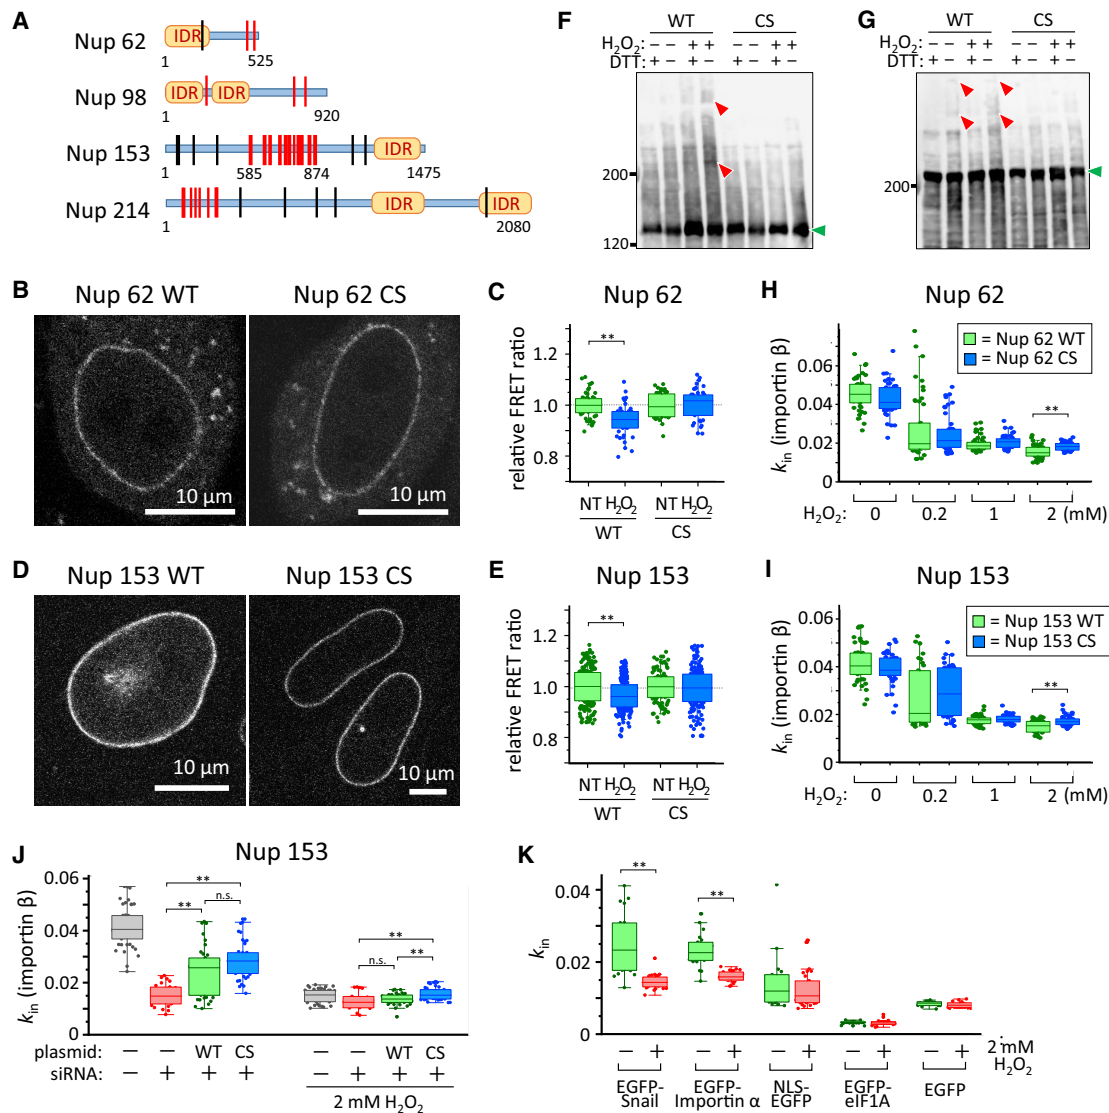 A
Nup 62
IDR
1
525
Nup 98
IDR
IDR
1
920
Nup 153
IDR
1
585
874
1475
Nup 214
IDR
IDR
1
2080
B
Nup 62 WT
Nup 62 CS
10 μm
10 μm
C
Nup 62
relative FRET ratio
1.2
1.0
0.8
**
NT H2O2
NT H2O2
WT
CS
D
Nup 153 WT
Nup 153 CS
10 μm
10 μm
E
Nup 153
relative FRET ratio
1.2
1.0
0.8
**
NT H2O2
NT H2O2
WT
CS
F
WT
CS
H2O2: − − + + − − + +
DTT: + − + − + − + −
200
120
G
WT
CS
H2O2: − − + + − − + +
DTT: + − + − + − + −
200
H
Nup 62
= Nup 62 WT
= Nup 62 CS
kin (importin β)
0.06
0.04
0.02
0
**
H2O2: 0 0.2 1 2 (mM)
I
Nup 153
= Nup 153 WT
= Nup 153 CS
kin (importin β)
0.06
0.04
0.02
0
**
H2O2: 0 0.2 1 2 (mM)
J
Nup 153
kin (importin β)
0.06
0.04
0.02
0
**
**
n.s.
**
n.s.
**
plasmid: − − WT CS − − WT CS
siRNA: − + + + − + + +
2 mM H2O2
K
kin
0.04
0.02
0
**
**
− + − + − + − + − +
2 mM
H2O2
EGFP-
Snail
EGFP-
Importin α
NLS-
EGFP
EGFP-
eIF1A
EGFP